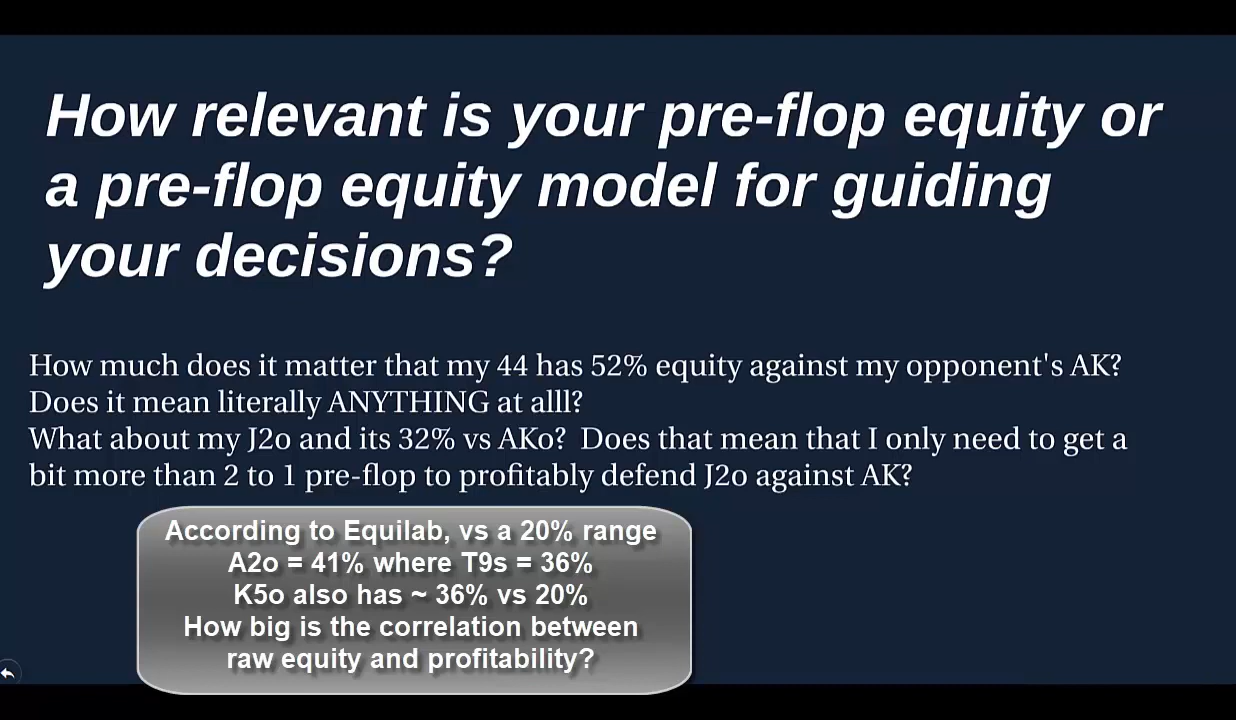 How relevant is your pre-flop equity or
a pre-flop equity model for guiding
your decisions?
How much does it matter that my 44 has 52% equity against my opponent's AK?
Does it mean literally ANYTHING at alll?
What about my J2o and its 32% vs AKo?  Does that mean that I only need to get a
bit more than 2 to 1 pre-flop to profitably defend J2o against AK?
According to Equilab, vs a 20% range
A2o = 41% where T9s = 36%
K5o also has ~ 36% vs 20%
How big is the correlation between
raw equity and profitability?